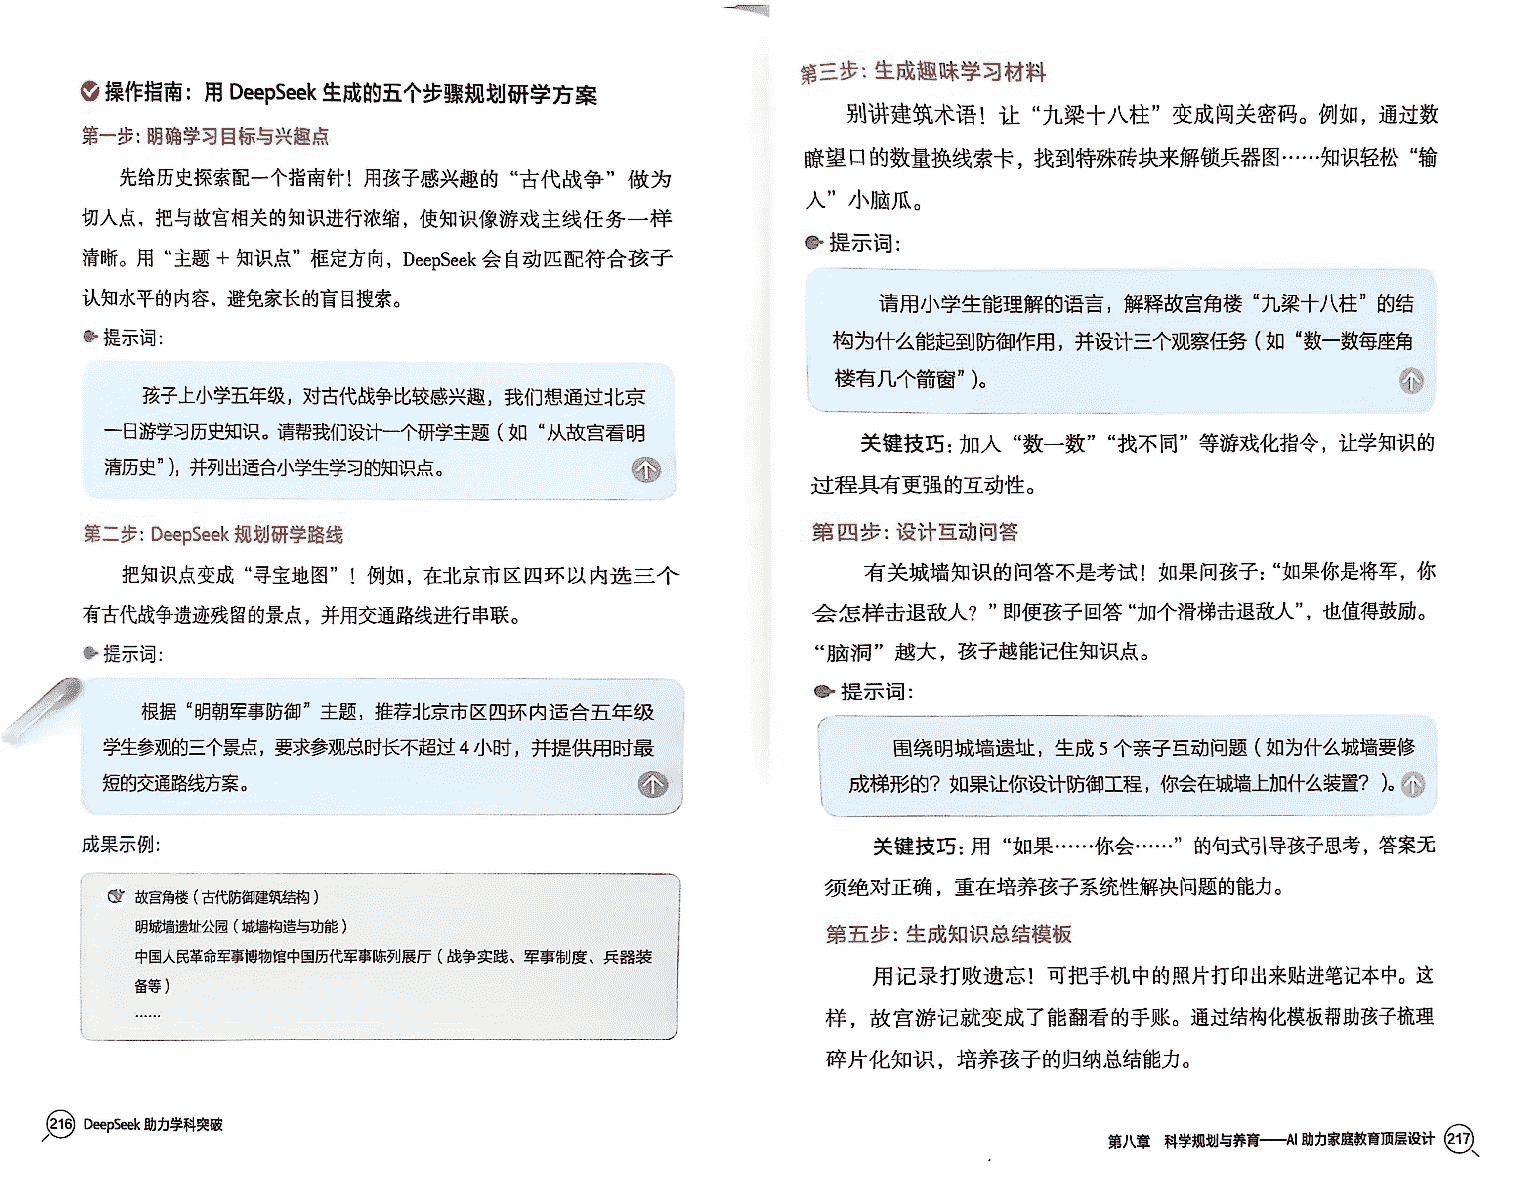 操作指南：用 DeepSeek 生成的五个步骤规划研学方案
第一步：明确学习目标与兴趣点
先给历史探索配一个指南针！用孩子感兴趣的“古代战争”做为
切入点，把与故宫相关的知识进行浓缩，使知识像游戏主线任务一样
清晰。用“主题 + 知识点”框定方向，DeepSeek 会自动匹配符合孩子
认知水平的内容，避免家长的盲目搜索。
提示词：
孩子上小学五年级，对古代战争比较感兴趣，我们想通过北京
一日游学习历史知识。请帮我们设计一个研学主题（如“从故宫看明
清历史”），并列出适合小学生学习的知识点。
第二步：DeepSeek 规划研学路线
把知识点变成“寻宝地图”！例如，在北京市区四环以内选三个
有古代战争遗迹残留的景点，并用交通路线进行串联。
提示词：
根据“明朝军事防御”主题，推荐北京市区四环内适合五年级
学生参观的三个景点，要求参观总时长不超过 4 小时，并提供用时最
短的交通路线方案。
成果示例：
故宫角楼（古代防御建筑结构）
明城墙遗址公园（城墙构造与功能）
中国人民革命军事博物馆中国历代军事陈列展厅（战争实践、军事制度、兵器装
备等）
……
216 DeepSeek 助力学科突破
第三步：生成趣味学习材料
别讲建筑术语！让“九梁十八柱”变成闯关密码。例如，通过数
瞭望口的数量换线索卡，找到特殊砖块来解锁兵器图……知识轻松“输
入”小脑瓜。
提示词：
请用小学生能理解的语言，解释故宫角楼“九梁十八柱”的结
构为什么能起到防御作用，并设计三个观察任务（如“数一数每座角
楼有几个箭窗”）。
关键技巧：加入“数一数”“找不同”等游戏化指令，让学知识的
过程具有更强的互动性。
第四步：设计互动问答
有关城墙知识的问答不是考试！如果问孩子：“如果你是将军，你
会怎样击退敌人？”即便孩子回答“加个滑梯击退敌人”，也值得鼓励。
“脑洞”越大，孩子越能记住知识点。
提示词：
围绕明城墙遗址，生成 5 个亲子互动问题（如为什么城墙要修
成梯形的？如果让你设计防御工程，你会在城墙上加什么装置？）。
关键技巧：用“如果……你会……”的句式引导孩子思考，答案无
须绝对正确，重在培养孩子系统性解决问题的能力。
第五步：生成知识总结模板
用记录打败遗忘！可把手机中的照片打印出来贴进笔记本中。这
样，故宫游记就变成了能翻看的手账。通过结构化模板帮助孩子梳理
碎片化知识，培养孩子的归纳总结能力。
第八章 科学规划与养育——AI 助力家庭教育顶层设计 217